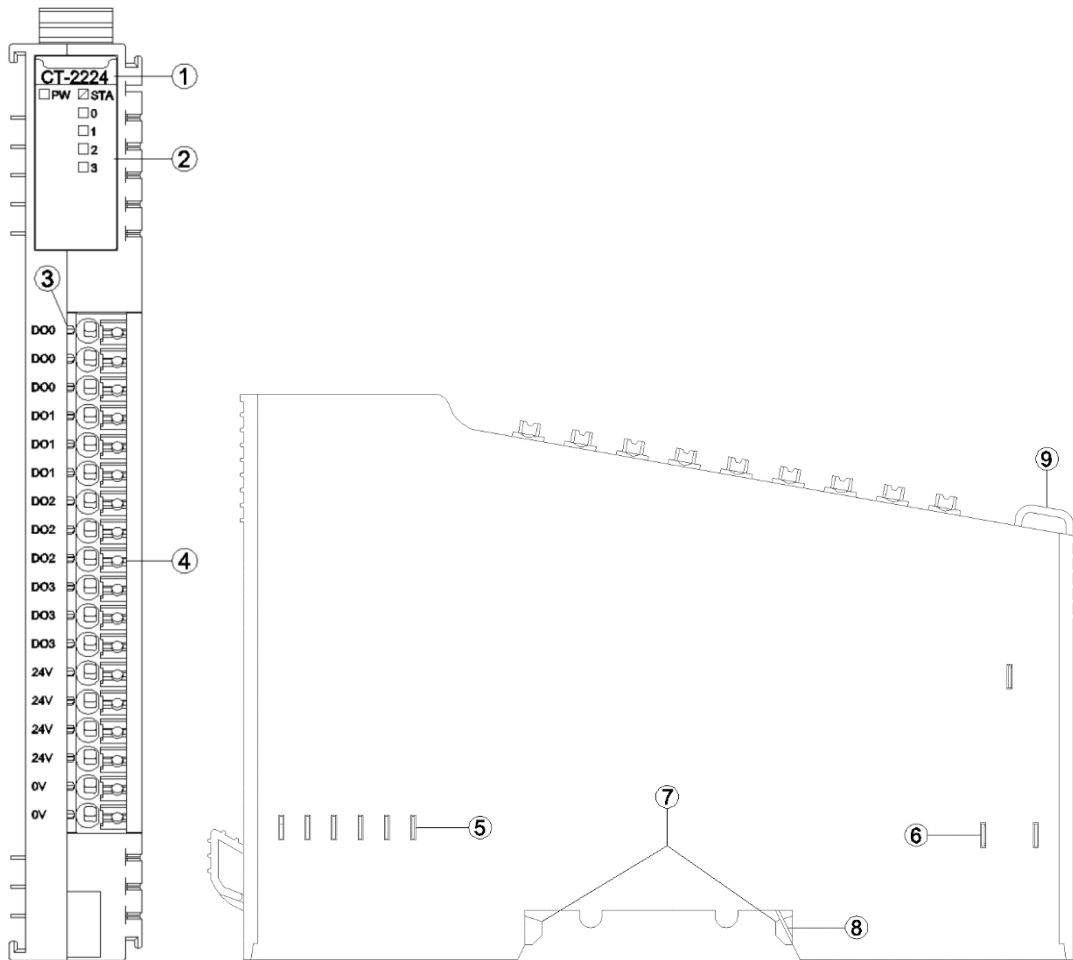 CT-2224
①
PW STA
0
1
②
2
3
③
DO0
DO0
DO0
DO1
DO1
DO1
DO2
DO2
DO2
④
DO3
DO3
DO3
24V
24V
24V
24V
0V
0V
⑨
⑦
⑤
⑥
⑧